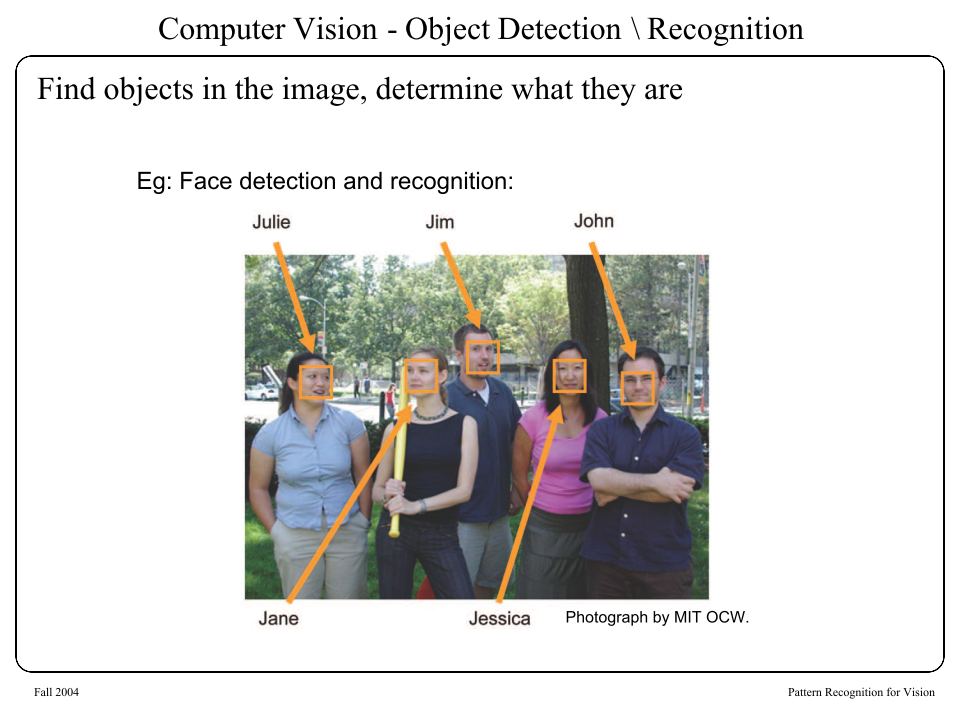 Computer Vision - Object Detection \ Recognition
Find objects in the image, determine what they are
Eg: Face detection and recognition:
Julie Jim John
Jane Jessica Photograph by MIT OCW.
Fall 2004 Pattern Recognition for Vision